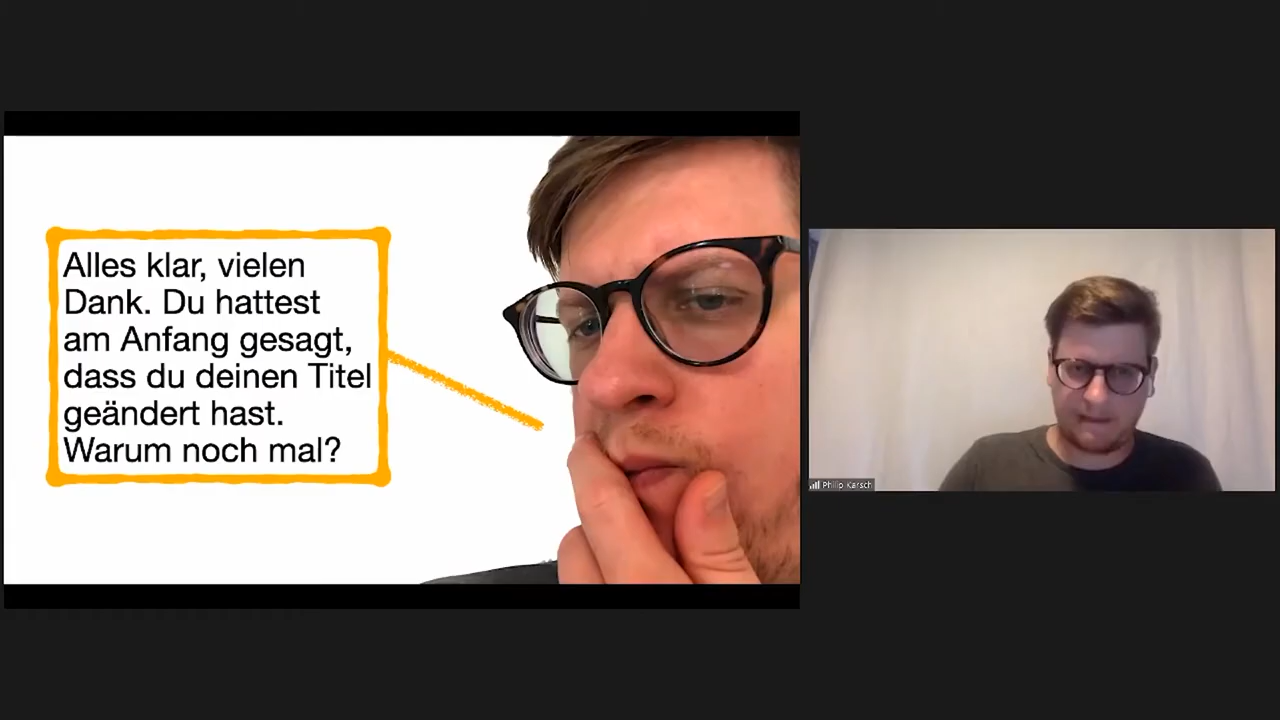 Alles klar, vielen
Dank. Du hattest
am Anfang gesagt,
dass du deinen Titel
geändert hast.
Warum noch mal?
Philip Karsch